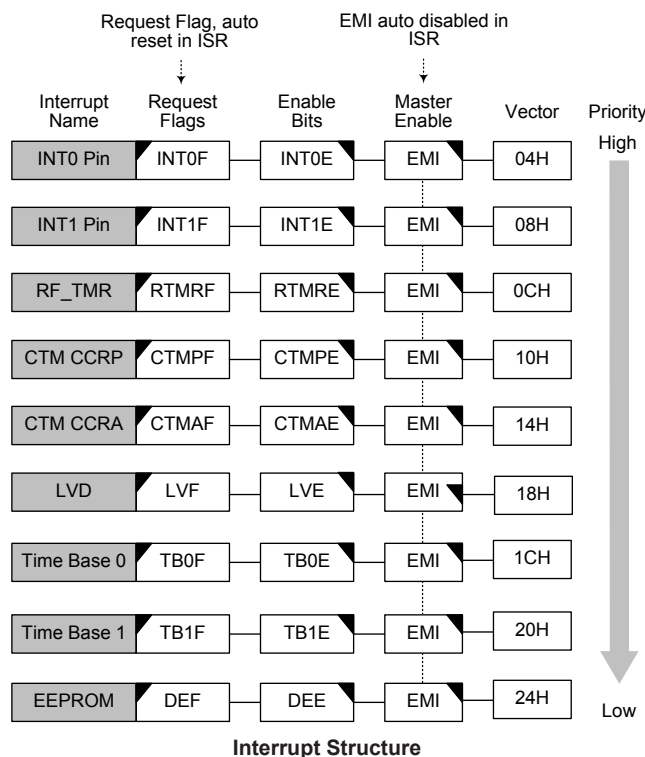 Request Flag, auto
reset in ISR
EMI auto disabled in
ISR
Interrupt
Name
Request
Flags
Enable
Bits
Master
Enable
Vector
Priority
High
INT0 Pin INT0F INT0E EMI 04H
INT1 Pin INT1F INT1E EMI 08H
RF_TMR RTMRF RTMRE EMI 0CH
CTM CCRP CTMPF CTMPE EMI 10H
CTM CCRA CTMAF CTMAE EMI 14H
LVD LVF LVE EMI 18H
Time Base 0 TB0F TB0E EMI 1CH
Time Base 1 TB1F TB1E EMI 20H
EEPROM DEF DEE EMI 24H
Low
Interrupt Structure